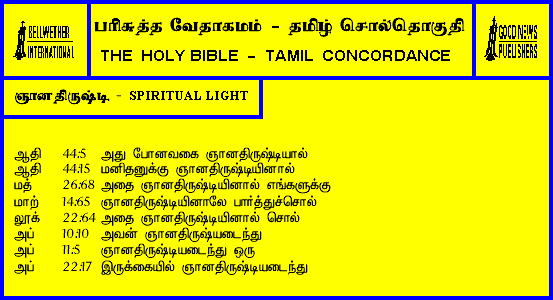 BELLWETHER
INTERNATIONAL
பரிசுத்த வேதாகமம் - தமிழ் சொல்தொகுதி
THE HOLY BIBLE - TAMIL CONCORDANCE
GOOD NEWS
PUBLISHERS
ஞானதிருஷ்டி - SPIRITUAL LIGHT
ஆதி 44:5 அது போனவகை ஞானதிருஷ்டியால்
ஆதி 44:15 மனிதனுக்கு ஞானதிருஷ்டியினால்
மத் 26:68 அதை ஞானதிருஷ்டியினால் எங்களுக்கு
மாற் 14:65 ஞானதிருஷ்டியினாலே பார்த்துச்சொல்
லூக் 22:64 அதை ஞானதிருஷ்டியினால் சொல்
அப் 10:10 அவன் ஞானதிருஷ்யடைந்து
அப் 11:5 ஞானதிருஷ்டியடைந்து ஒரு
அப் 22:17 இருக்கையில் ஞானதிருஷ்டியடைந்து